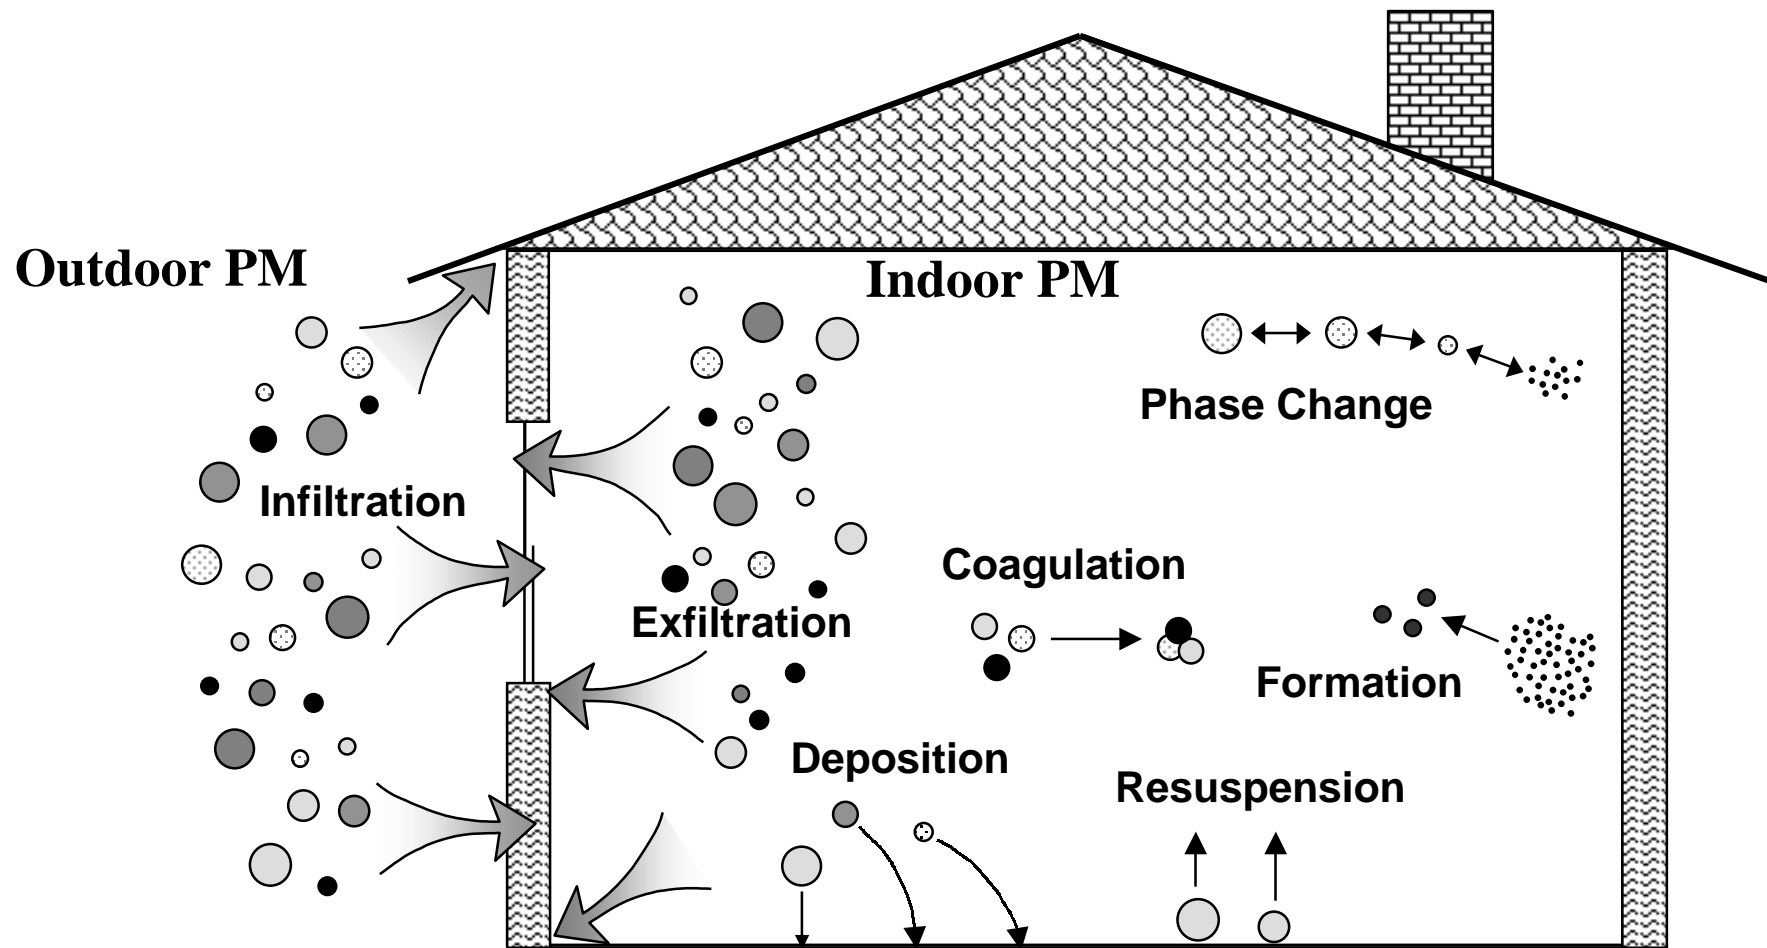 Outdoor PM
Indoor PM
Phase Change
Infiltration
Coagulation
Exfiltration
Formation
Deposition
Resuspension